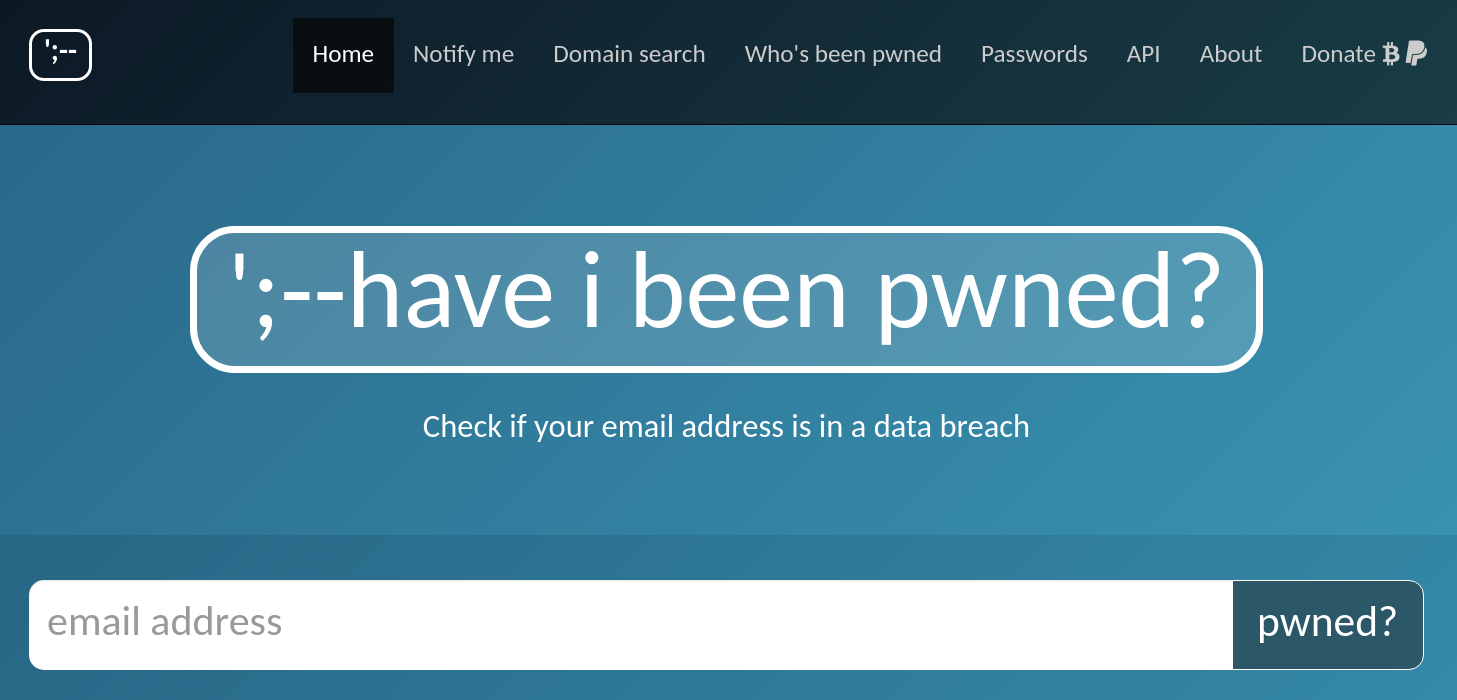 ';--
Home Notify me Domain search Who's been pwned Passwords API About Donate
';--have i been pwned?
Check if your email address is in a data breach
email address
pwned?